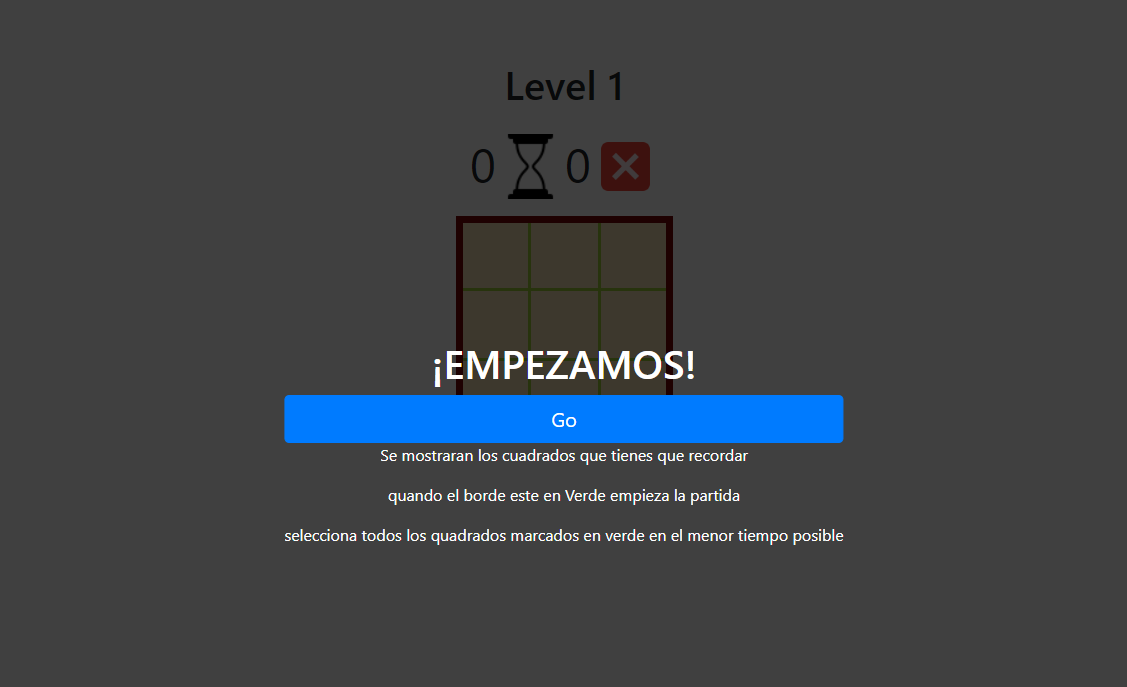 Level 1
0 0
¡EMPEZAMOS!
Go
Se mostraran los cuadrados que tienes que recordar
quando el borde este en Verde empieza la partida
selecciona todos los quadrados marcados en verde en el menor tiempo posible